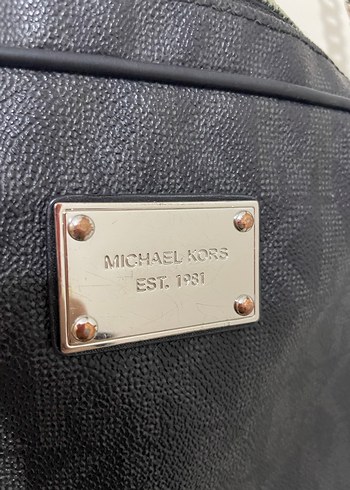 MICHAEL KORS
EST. 1981